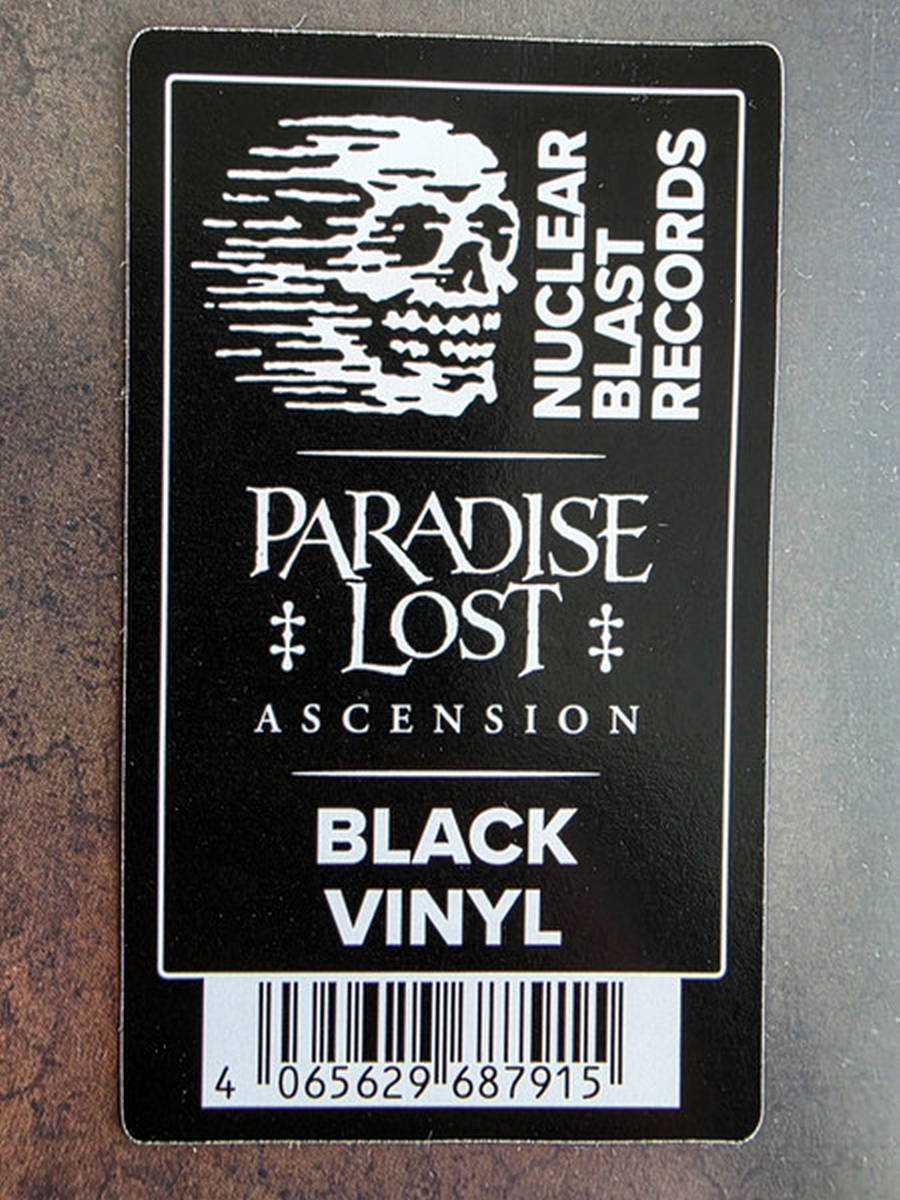 NUCLEAR
BLAST
RECORDS
PARADISE
LOST
ASCENSION
BLACK
VINYL
4 065629 687915